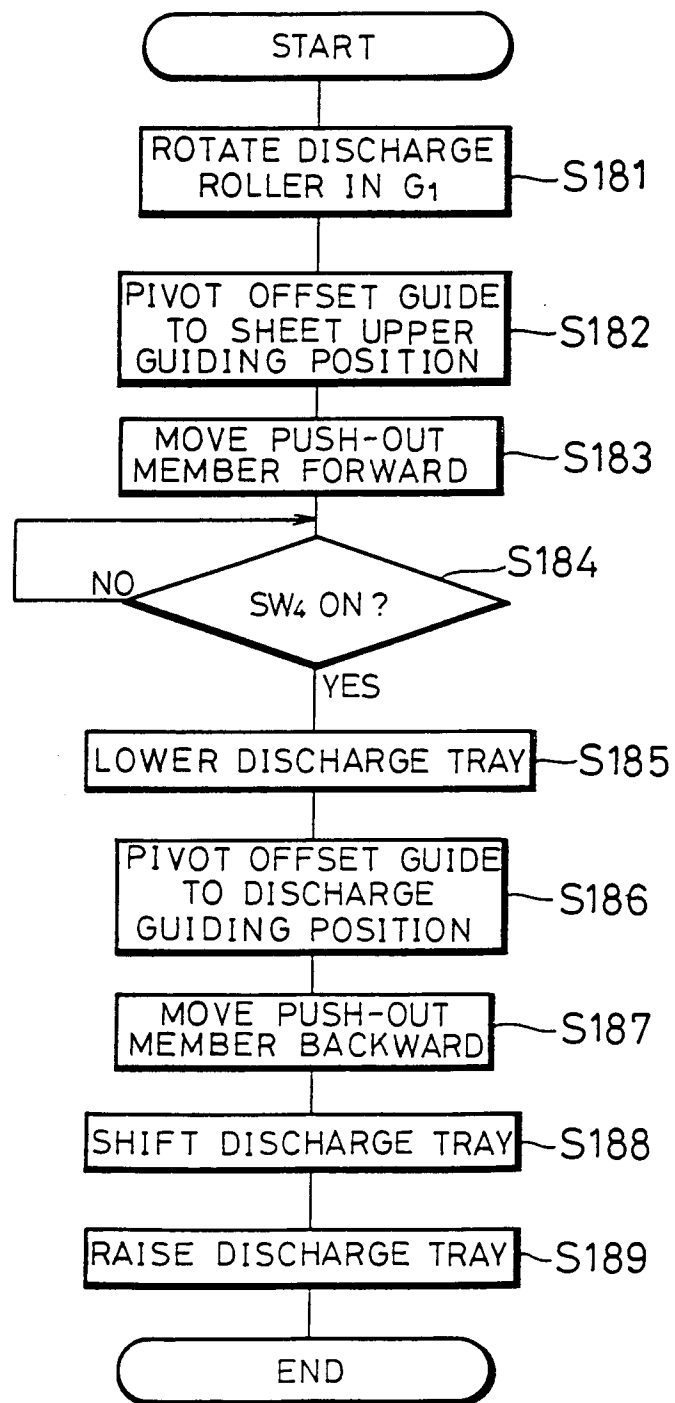 START
ROTATE DISCHARGE
ROLLER IN G1
S181
PIVOT OFFSET GUIDE
TO SHEET UPPER
GUIDING POSITION
S182
MOVE PUSH-OUT
MEMBER FORWARD
S183
S184
NO
SW4 ON ?
YES
LOWER DISCHARGE TRAY
S185
PIVOT OFFSET GUIDE
TO DISCHARGE
GUIDING POSITION
S186
MOVE PUSH-OUT
MEMBER BACKWARD
S187
SHIFT DISCHARGE TRAY
S188
RAISE DISCHARGE TRAY
S189
END